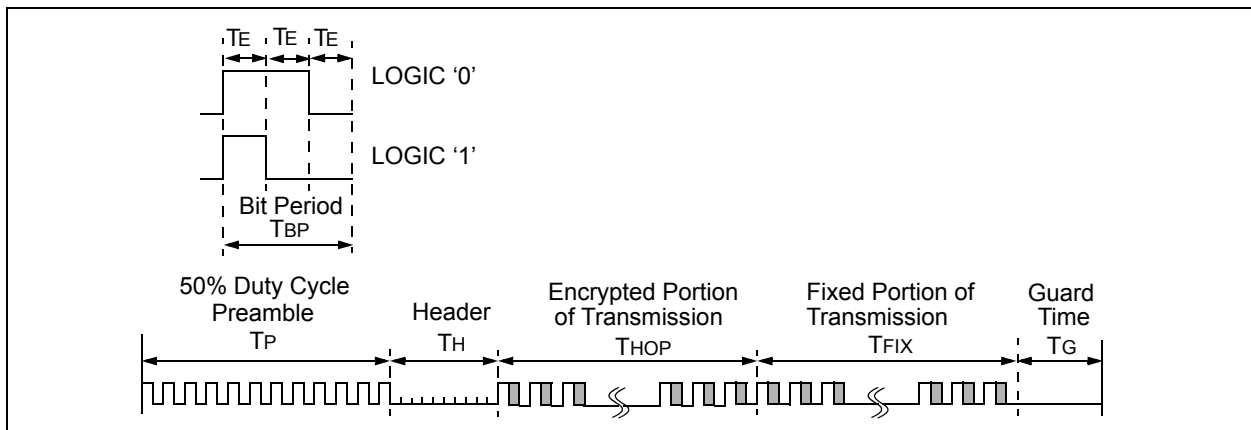 TE TE TE
LOGIC ‘0’
LOGIC ‘1’
Bit Period
TBP
50% Duty Cycle
Preamble
TP
Header
TH
Encrypted Portion
of Transmission
THOP
Fixed Portion of
Transmission
TFIX
Guard
Time
TG